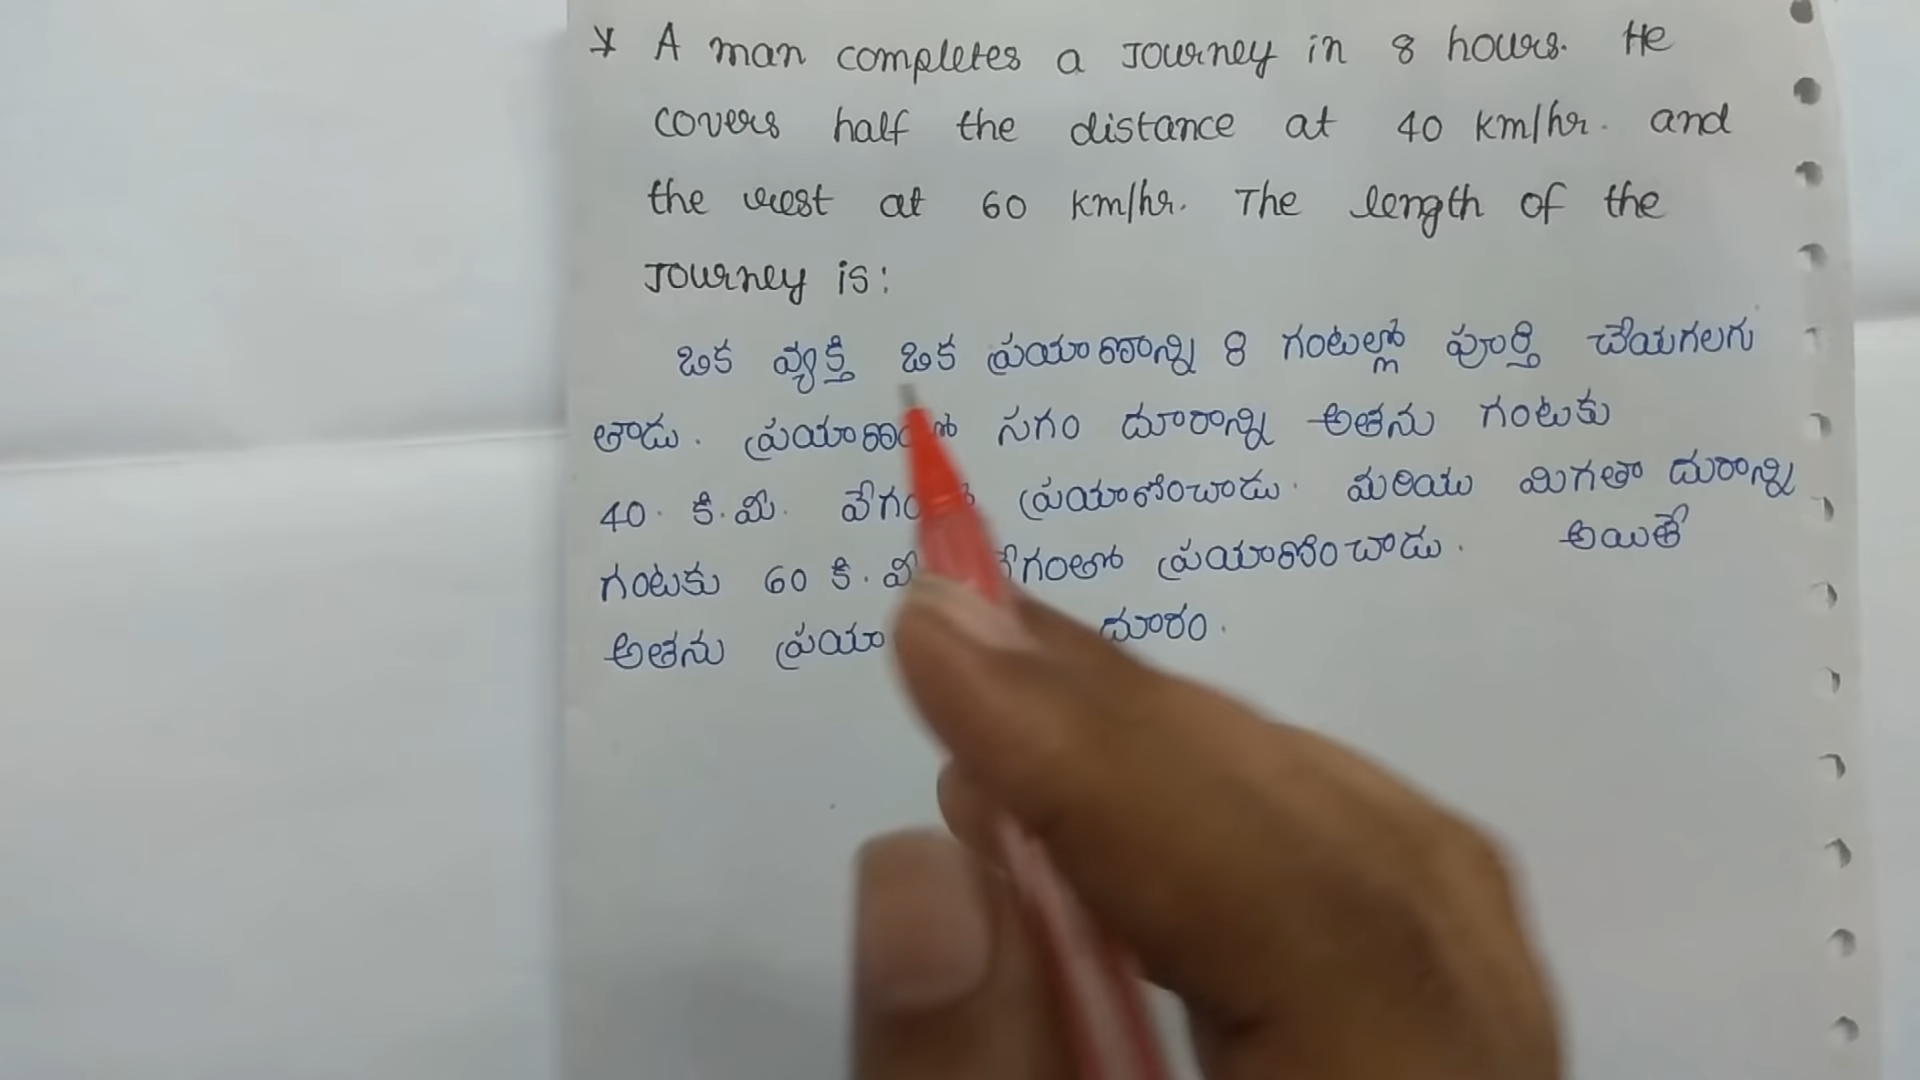 * A man completes a Journey in 8 hours. He
covers half the distance at 40 km/hr. and
the rest at 60 km/hr. The length of the
Journey is:
ఒక వ్యక్తి ఒక ప్రయాణాన్ని 8 గంటల్లో పూర్తి చేయగలగు
తాడు. సగం దూరాన్ని అతను గంటకు
40. కి.మీ. ప్రయాణించాడు. మరియు మిగతా దురాన్ని
గంటకు 60 కి. ప్రయాణించాడు. అయితే
అతను దూరం.